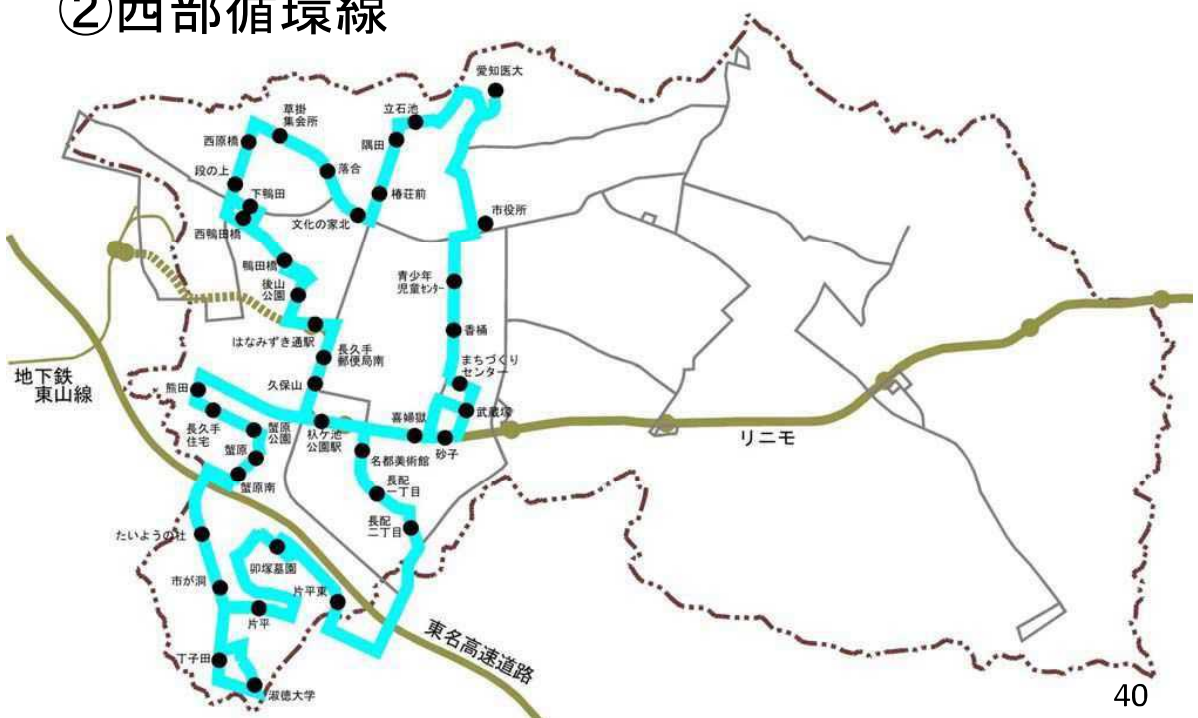 ②西部循環線
愛知医大
立石池
草掛
集会所
西原橋
隅田
段の上
落合
下鴨田
椿荘前
文化の家北
市役所
西鴨田橋
鴨田橋
後山
公園
青少年
児童センター
香桶
はなみずき通駅
長久手
郵便局南
まちづくり
センター
地下鉄
東山線
熊田
久保山
喜婦嶽
武蔵塚
長久手
住宅
蟹原
公園
杁ケ池
公園駅
砂子
リニモ
蟹原
名都美術館
蟹原南
長配
一丁目
長配
二丁目
たいようの杜
卯塚墓園
市が洞
片平東
片平
東名高速道路
丁子田
淑徳大学
40